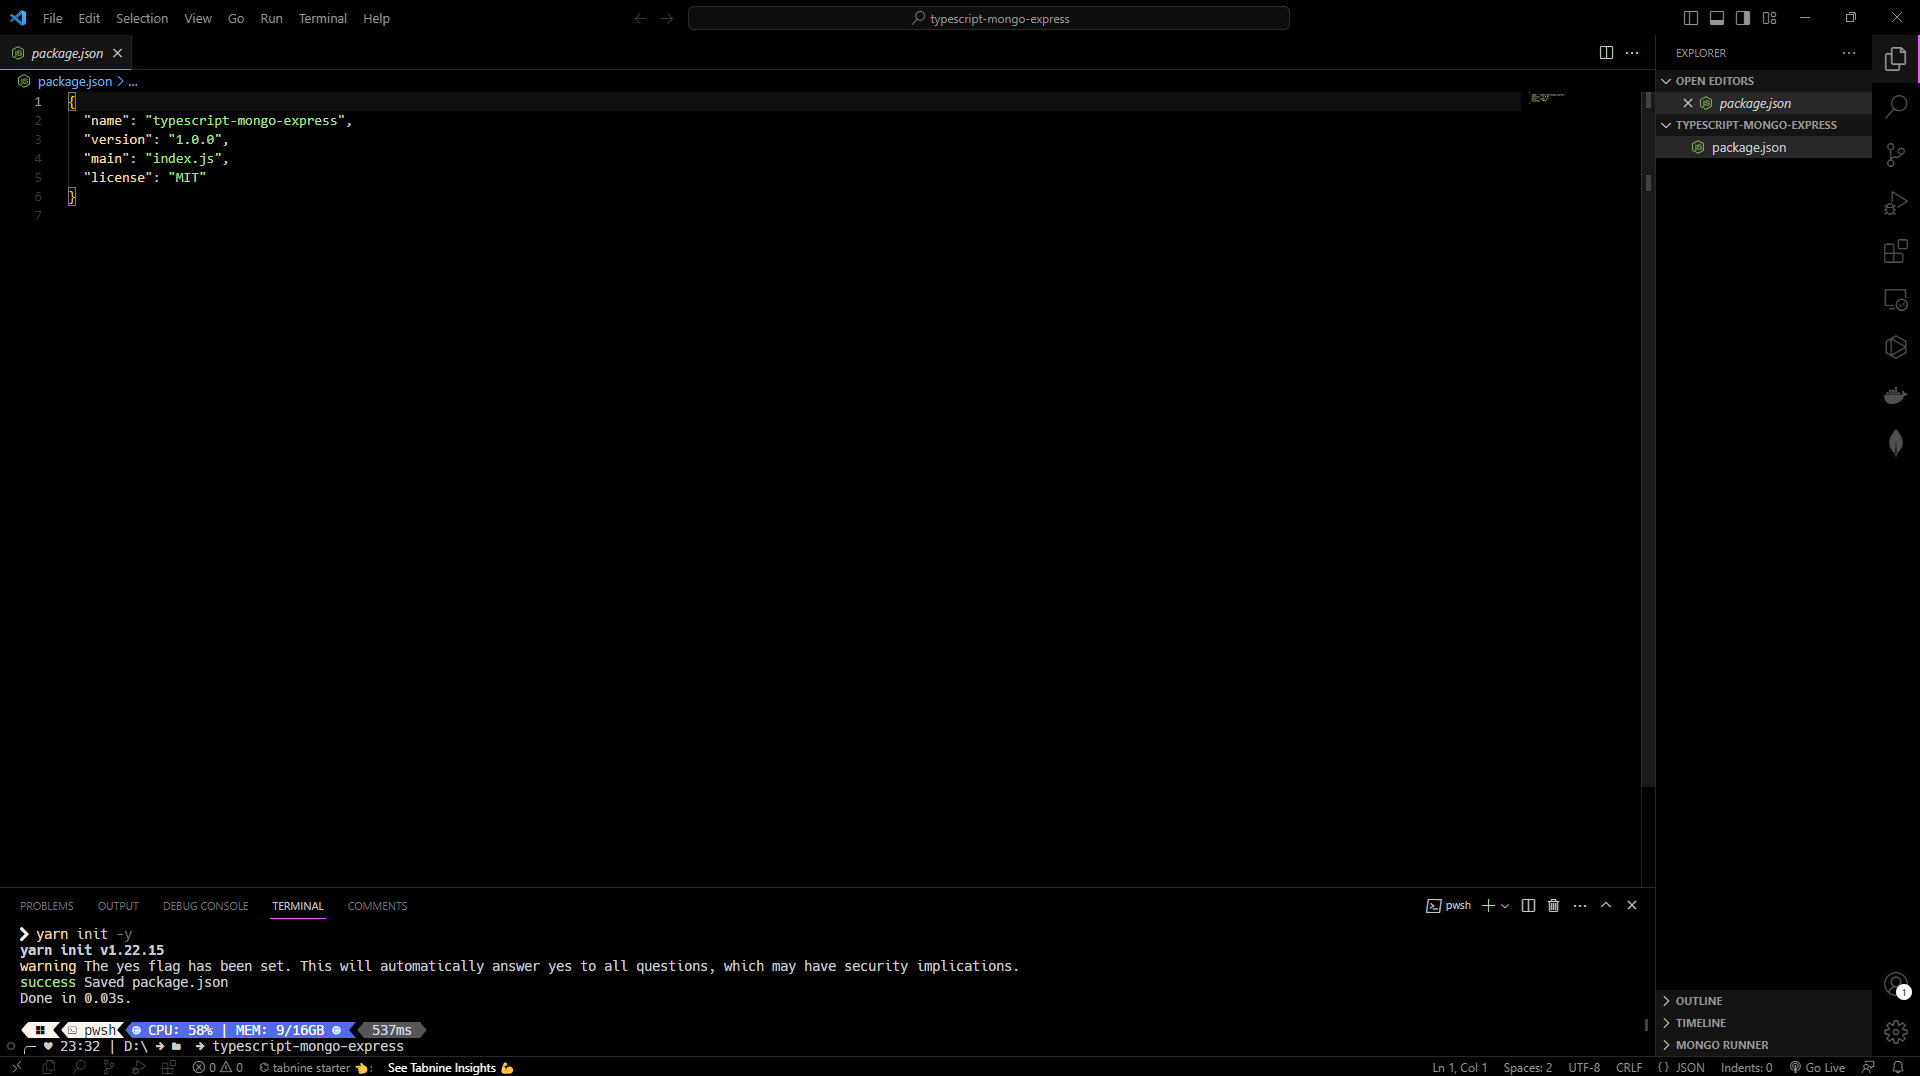 File Edit Selection View Go Run Terminal Help
typescript-mongo-express
package.json
package.json > ...
1 {
2 "name": "typescript-mongo-express",
3 "version": "1.0.0",
4 "main": "index.js",
5 "license": "MIT"
6 }
7
EXPLORER
OPEN EDITORS
package.json
TYPESCRIPT-MONGO-EXPRESS
package.json
OUTLINE
TIMELINE
MONGO RUNNER
1
PROBLEMS OUTPUT DEBUG CONSOLE TERMINAL COMMENTS
pwsh
yarn init -y
yarn init v1.22.15
warning The yes flag has been set. This will automatically answer yes to all questions, which may have security implications.
success Saved package.json
Done in 0.03s.
pwsh CPU: 58% | MEM: 9/16GB 537ms
23:32 | D:\ → → typescript-mongo-express
0 0 tabnine starter See Tabnine Insights
Ln 1, Col 1 Spaces: 2 UTF-8 CRLF { } JSON Indents: 0 Go Live